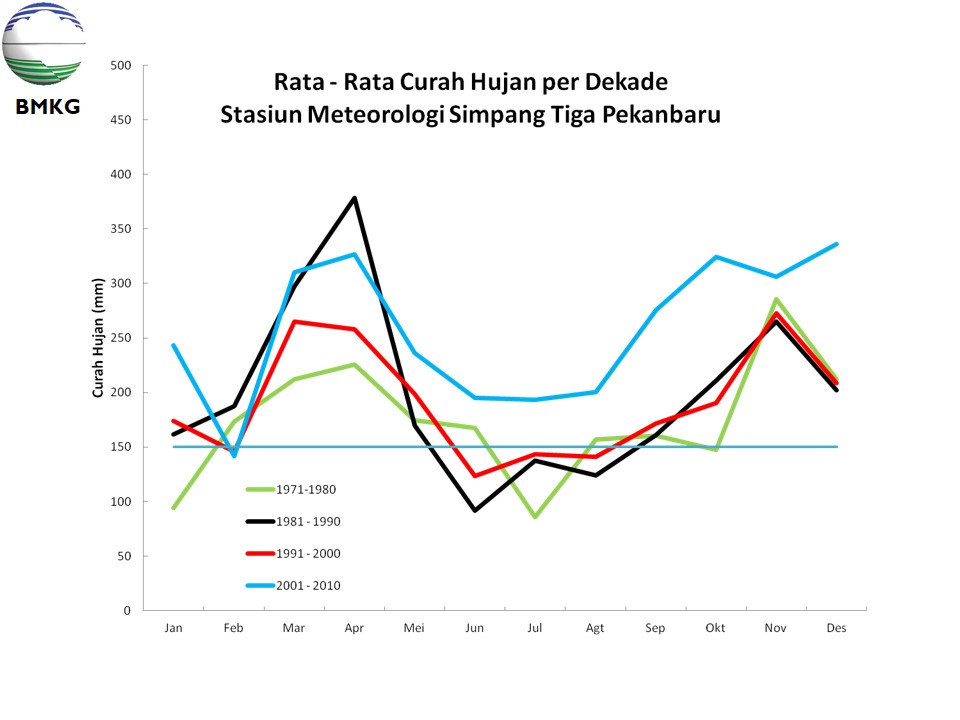 BMKG
Rata - Rata Curah Hujan per Dekade
Stasiun Meteorologi Simpang Tiga Pekanbaru
Curah Hujan (mm)
500
450
400
350
300
250
200
150
100
50
0
1971-1980
1981 - 1990
1991 - 2000
2001 - 2010
Jan Feb Mar Apr Mei Jun Jul Agt Sep Okt Nov Des